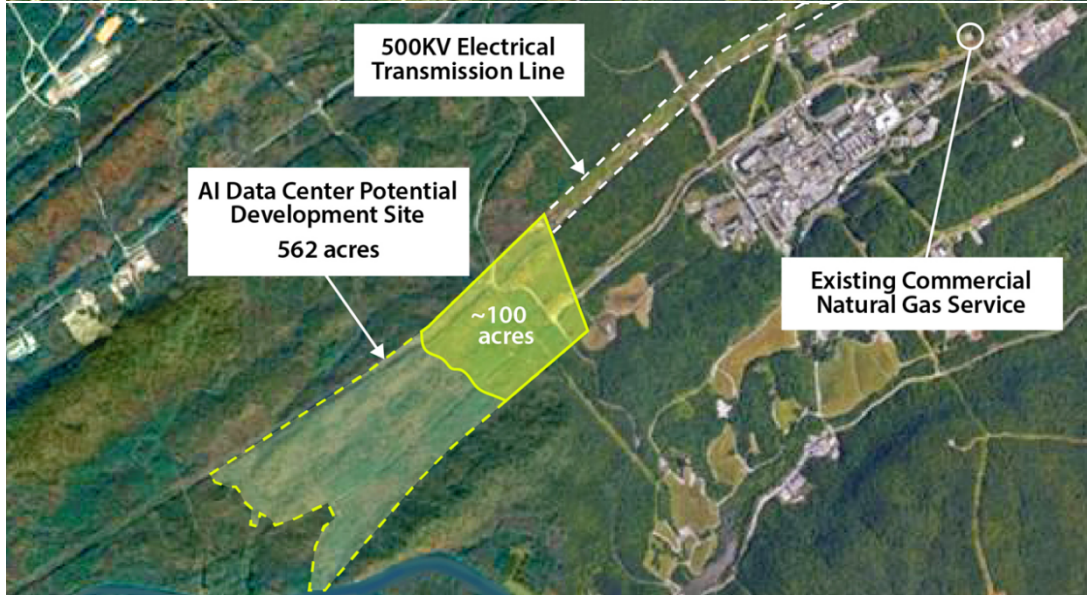 500KV Electrical
Transmission Line
AI Data Center Potential
Development Site
562 acres
~100
acres
Existing Commercial
Natural Gas Service